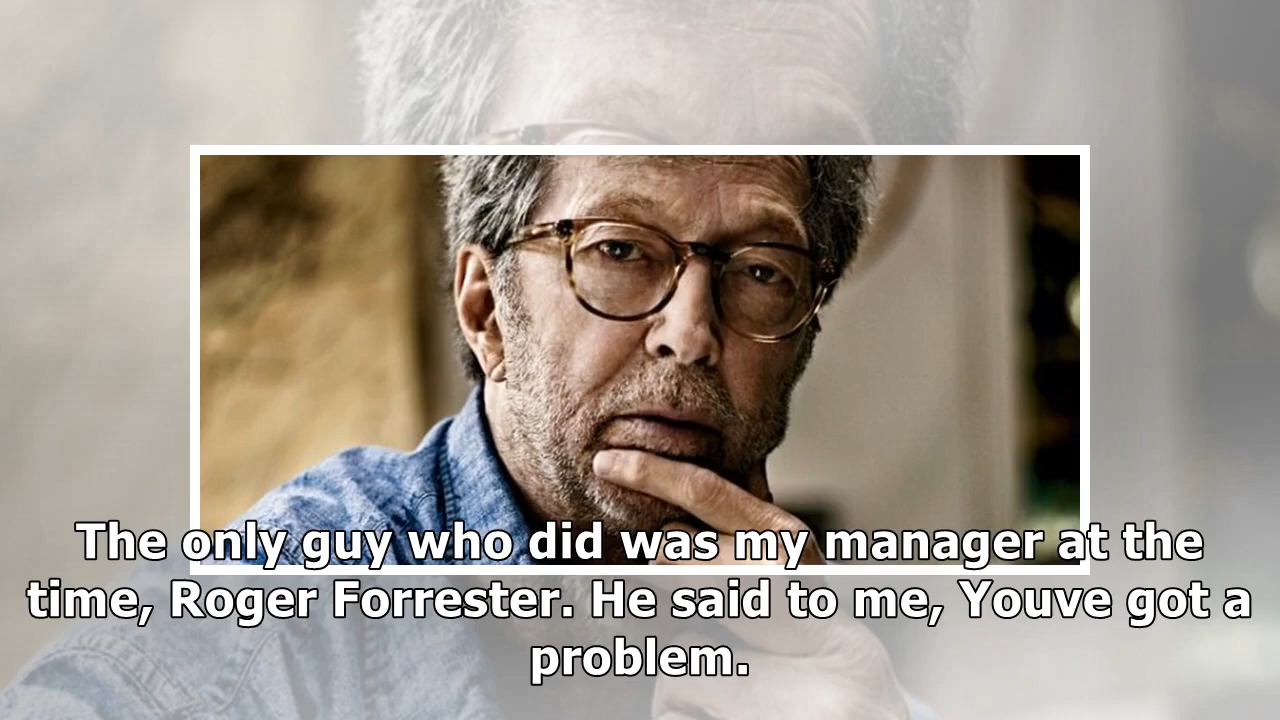 The only guy who did was my manager at the
time, Roger Forrester. He said to me, Youve got a
problem.